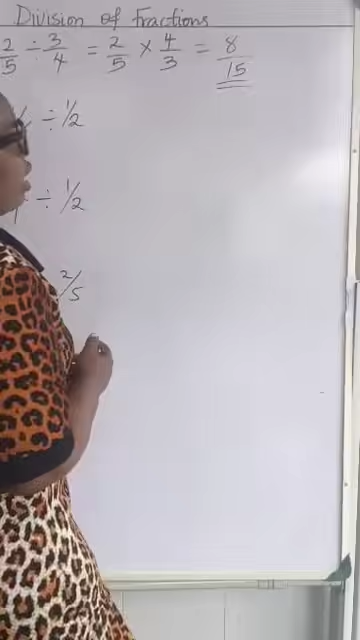 Division of Fractions
2/5 ÷ 3/4 = 2/5 × 4/3 = 8/15
÷ 1/2
÷ 1/2
2/5